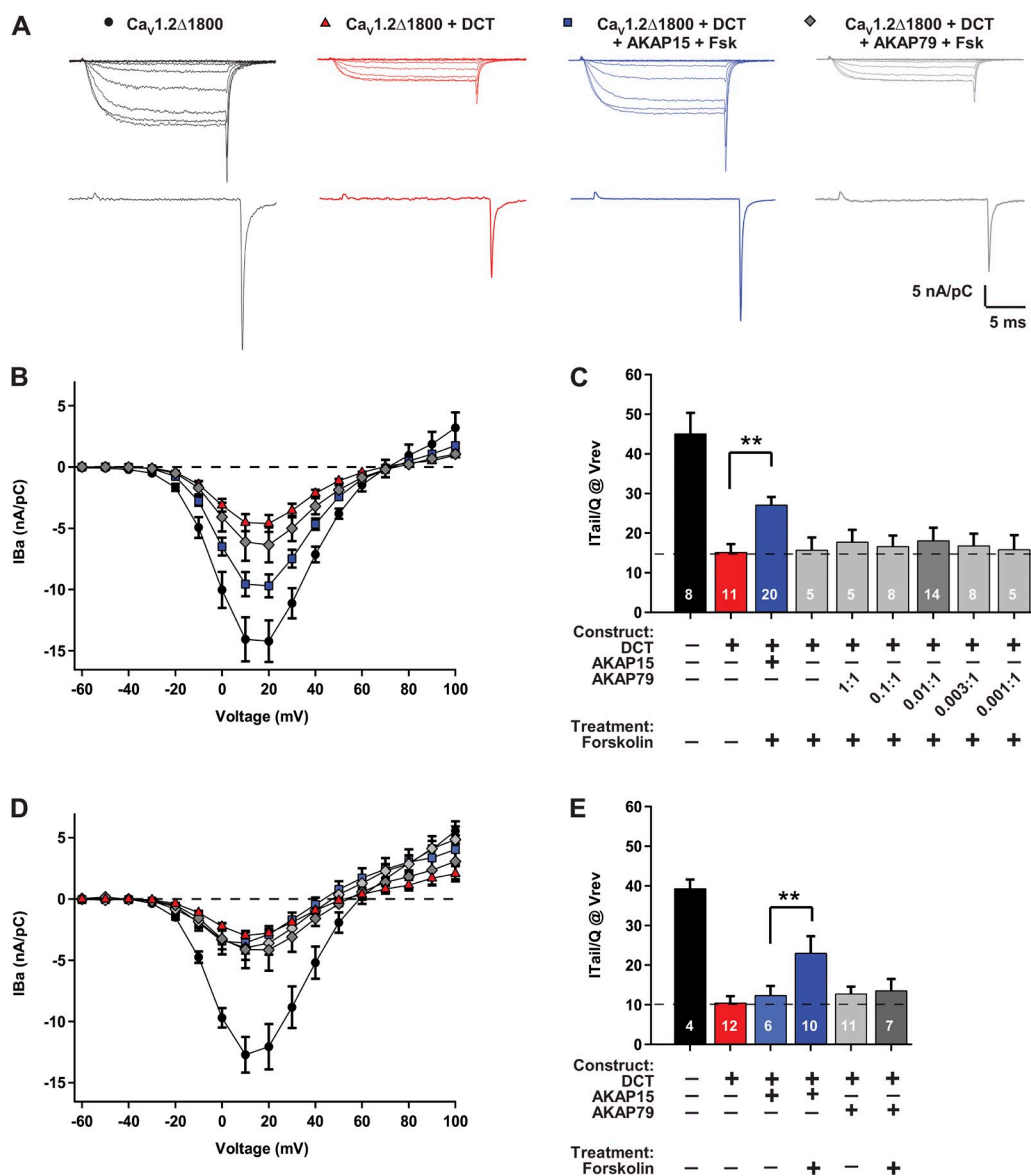 A
CaV1.2Δ1800
CaV1.2Δ1800 + DCT
CaV1.2Δ1800 + DCT
+ AKAP15 + Fsk
CaV1.2Δ1800 + DCT
+ AKAP79 + Fsk
5 nA/pC
5 ms
B
5
0
-5
-10
-15
IBa (nA/pC)
-60 -40 -20 0 20 40 60 80 100
Voltage (mV)
C
60
50
40
30
20
10
0
ITail/Q @ Vrev
**
8 11 20 5 5 8 14 8 5
Construct:
DCT – + + + + + + + +
AKAP15 – – + – – – – – –
AKAP79 – – – – 1:1 0.1:1 0.01:1 0.003:1 0.001:1
Treatment:
Forskolin – – + + + + + + +
D
5
0
-5
-10
-15
IBa (nA/pC)
-60 -40 -20 0 20 40 60 80 100
Voltage (mV)
E
60
50
40
30
20
10
0
ITail/Q @ Vrev
**
4 12 6 10 11 7
Construct:
DCT – + + + + +
AKAP15 – – + + – –
AKAP79 – – – – + +
Treatment:
Forskolin – – – + – +